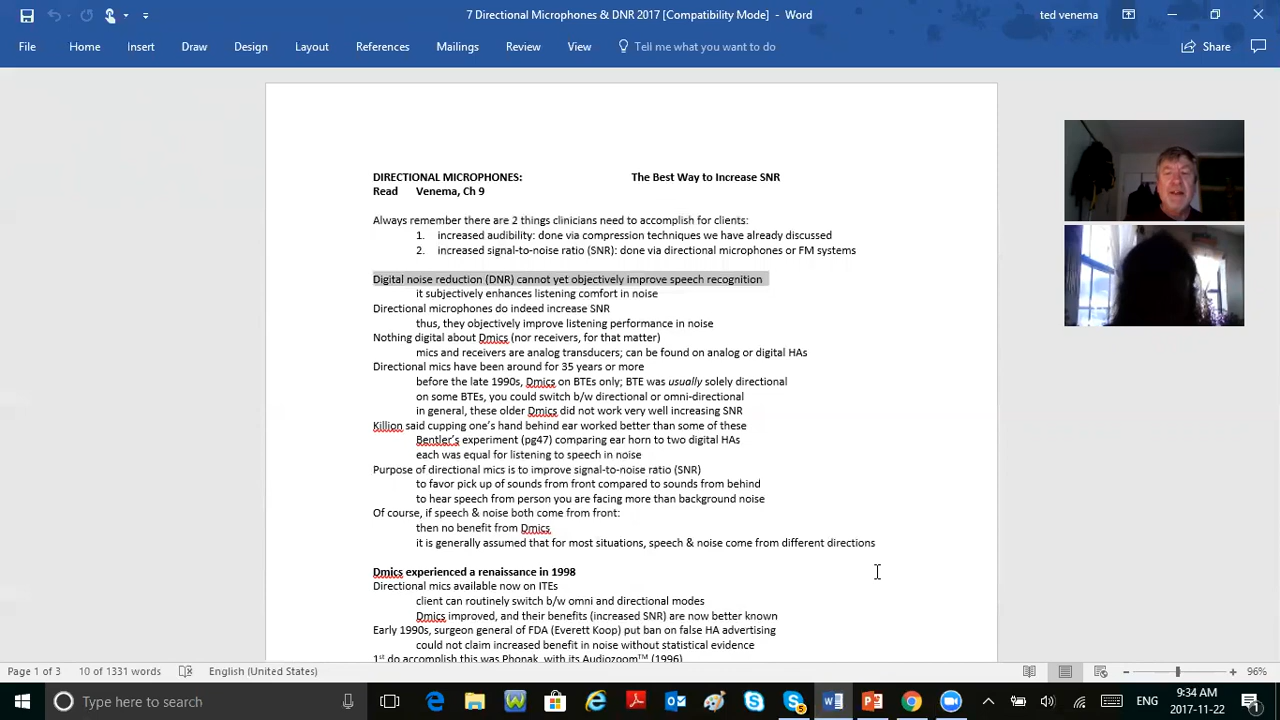 7 Directional Microphones & DNR 2017 [Compatibility Mode] - Word
ted venema
File
Home
Insert
Draw
Design
Layout
References
Mailings
Review
View
Tell me what you want to do
Share
DIRECTIONAL MICROPHONES: The Best Way to Increase SNR
Read Venema, Ch 9
Always remember there are 2 things clinicians need to accomplish for clients:
1. increased audibility: done via compression techniques we have already discussed
2. increased signal-to-noise ratio (SNR): done via directional microphones or FM systems
Digital noise reduction (DNR) cannot yet objectively improve speech recognition
it subjectively enhances listening comfort in noise
Directional microphones do indeed increase SNR
thus, they objectively improve listening performance in noise
Nothing digital about Dmics (nor receivers, for that matter)
mics and receivers are analog transducers; can be found on analog or digital HAs
Directional mics have been around for 35 years or more
before the late 1990s, Dmics on BTEs only; BTE was usually solely directional
on some BTEs, you could switch b/w directional or omni-directional
in general, these older Dmics did not work very well increasing SNR
Killion said cupping one's hand behind ear worked better than some of these
Bentler's experiment (pg47) comparing ear horn to two digital HAs
each was equal for listening to speech in noise
Purpose of directional mics is to improve signal-to-noise ratio (SNR)
to favor pick up of sounds from front compared to sounds from behind
to hear speech from person you are facing more than background noise
Of course, if speech & noise both come from front:
then no benefit from Dmics
it is generally assumed that for most situations, speech & noise come from different directions
Dmics experienced a renaissance in 1998
Directional mics available now on ITEs
client can routinely switch b/w omni and directional modes
Dmics improved, and their benefits (increased SNR) are now better known
Early 1990s, surgeon general of FDA (Everett Koop) put ban on false HA advertising
could not claim increased benefit in noise without statistical evidence
1st do accomplish this was Phonak, with its Audiozoom™ (1996)
Page 1 of 3
10 of 1331 words
English (United States)
96%
Type here to search
5
ENG
9:34 AM
2017-11-22
1